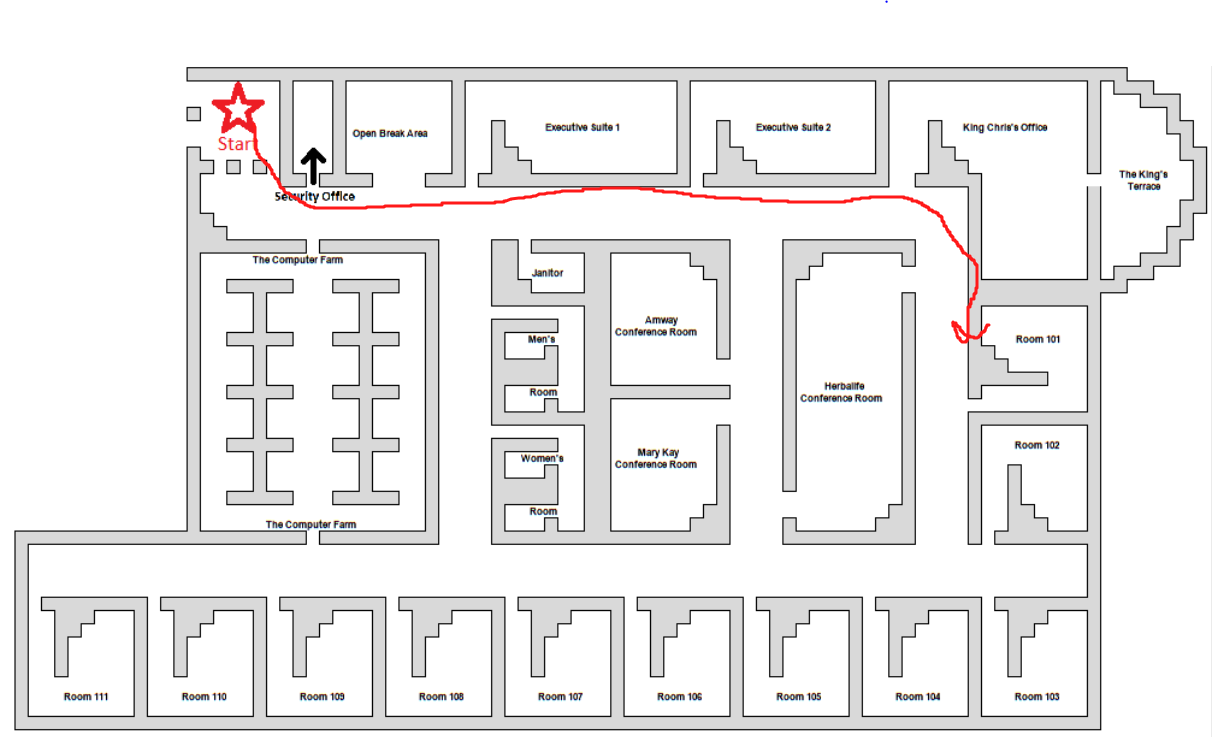 Open Break Area
Executive Suite 1
Executive Suite 2
King Chris's Office
Start
The King's
Terrace
Security Office
The Computer Farm
Janitor
Amway
Conference Room
Men's
Room
Room 101
Herbalife
Conference Room
Room 102
Women's
Room
Mary Kay
Conference Room
The Computer Farm
Room 111
Room 110
Room 109
Room 108
Room 107
Room 106
Room 105
Room 104
Room 103